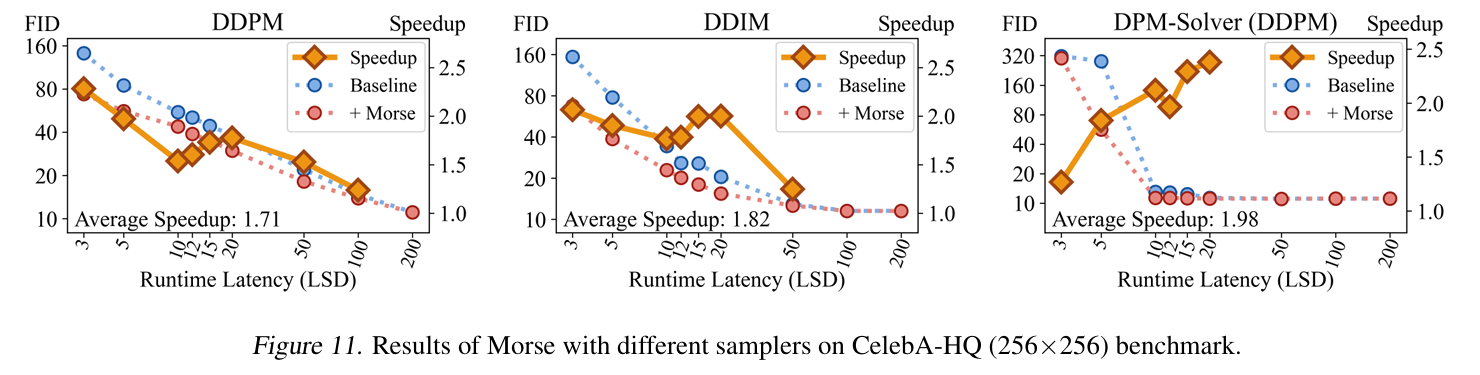 FID DDPM Speedup
160
80
40
20
10
2.5
2.0
1.5
1.0
Speedup
Baseline
+ Morse
Average Speedup: 1.71
3 5 10 12 15 20 50 100 200
Runtime Latency (LSD)
DDIM
160
80
40
20
10
2.5
2.0
1.5
1.0
Speedup
Baseline
+ Morse
Average Speedup: 1.82
3 5 10 12 15 20 50 100 200
Runtime Latency (LSD)
FID DPM-Solver (DDPM) Speedup
320
160
80
40
20
10
2.5
2.0
1.5
1.0
Speedup
Baseline
+ Morse
Average Speedup: 1.98
3 5 10 12 15 20 50 100 200
Runtime Latency (LSD)
Figure 11. Results of Morse with different samplers on CelebA-HQ (256×256) benchmark.